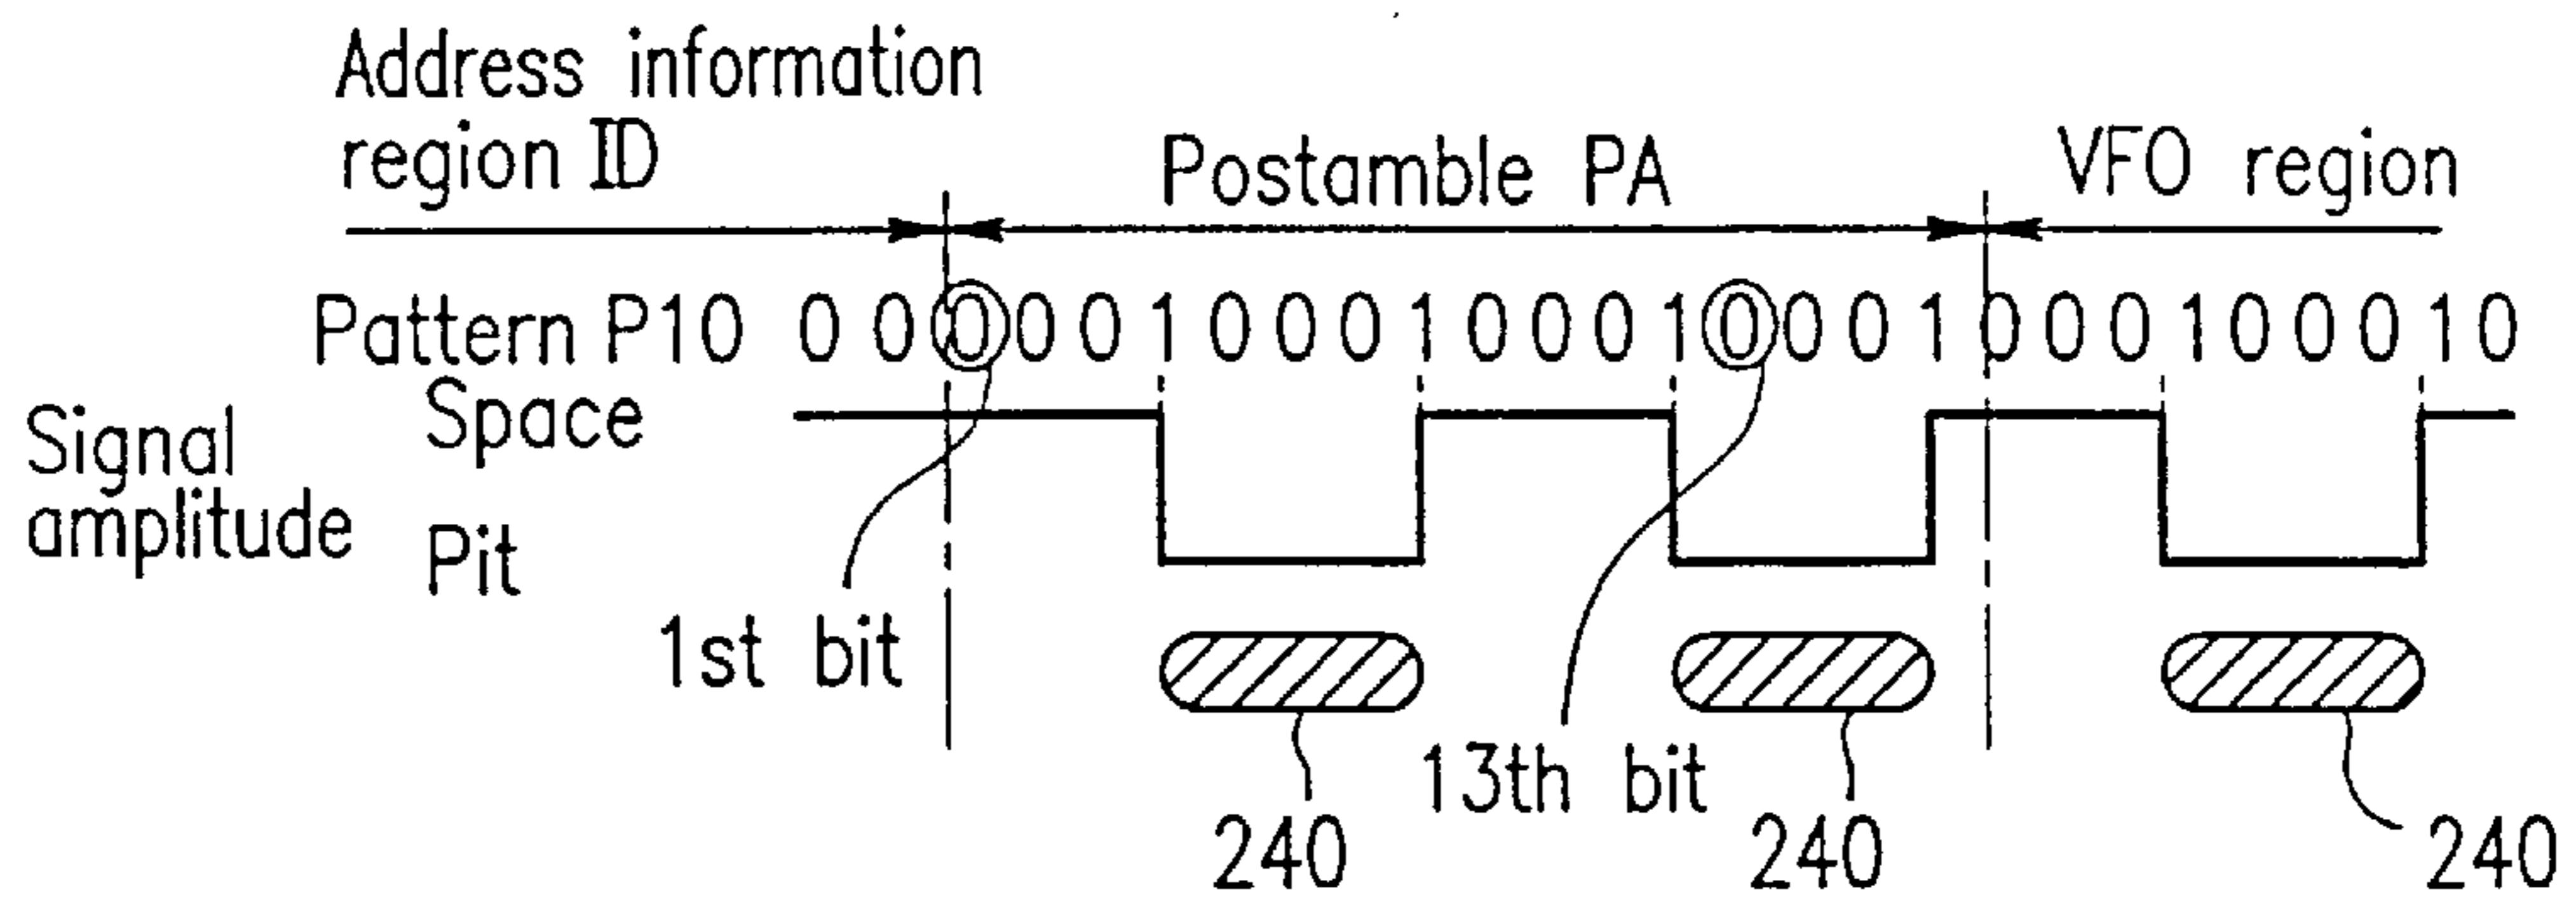 Address information
region ID
Postamble PA
VFO region
Pattern P10 0 0 0 0 0 1 0 0 0 1 0 0 0 1 0 0 0 1 0 0 0 1 0 0 0 1 0
Signal
amplitude
Space
Pit
1st bit
13th bit
240
240
240